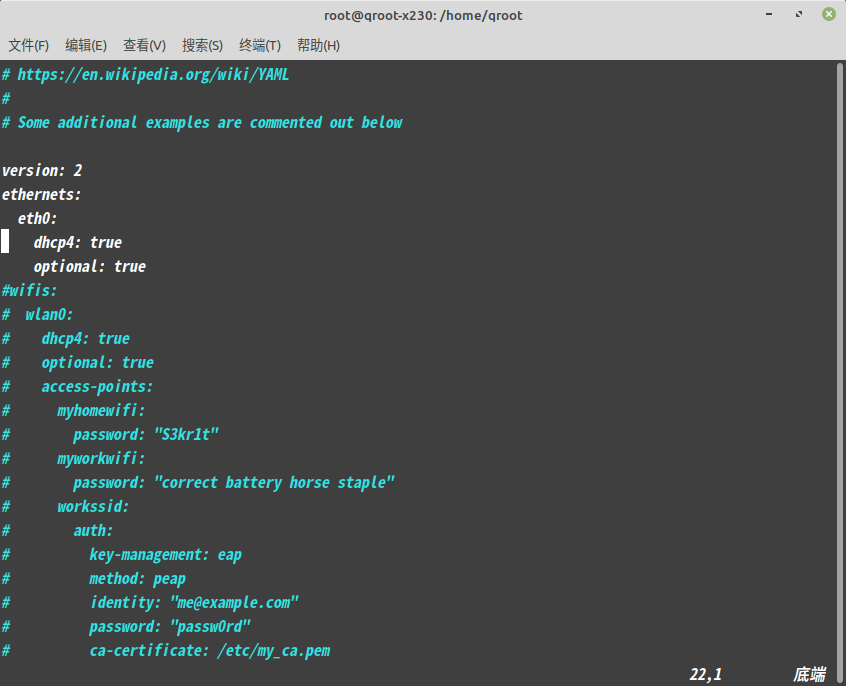 root@qroot-x230: /home/qroot
文件(F) 编辑(E) 查看(V) 搜索(S) 终端(T) 帮助(H)
# https://en.wikipedia.org/wiki/YAML
#
# Some additional examples are commented out below

version: 2
ethernets:
  eth0:
    dhcp4: true
    optional: true
#wifis:
#  wlan0:
#    dhcp4: true
#    optional: true
#    access-points:
#      myhomewifi:
#        password: "S3kr1t"
#      myworkwifi:
#        password: "correct battery horse staple"
#      workssid:
#        auth:
#          key-management: eap
#          method: peap
#          identity: "me@example.com"
#          password: "passw0rd"
#          ca-certificate: /etc/my_ca.pem
22,1 底端